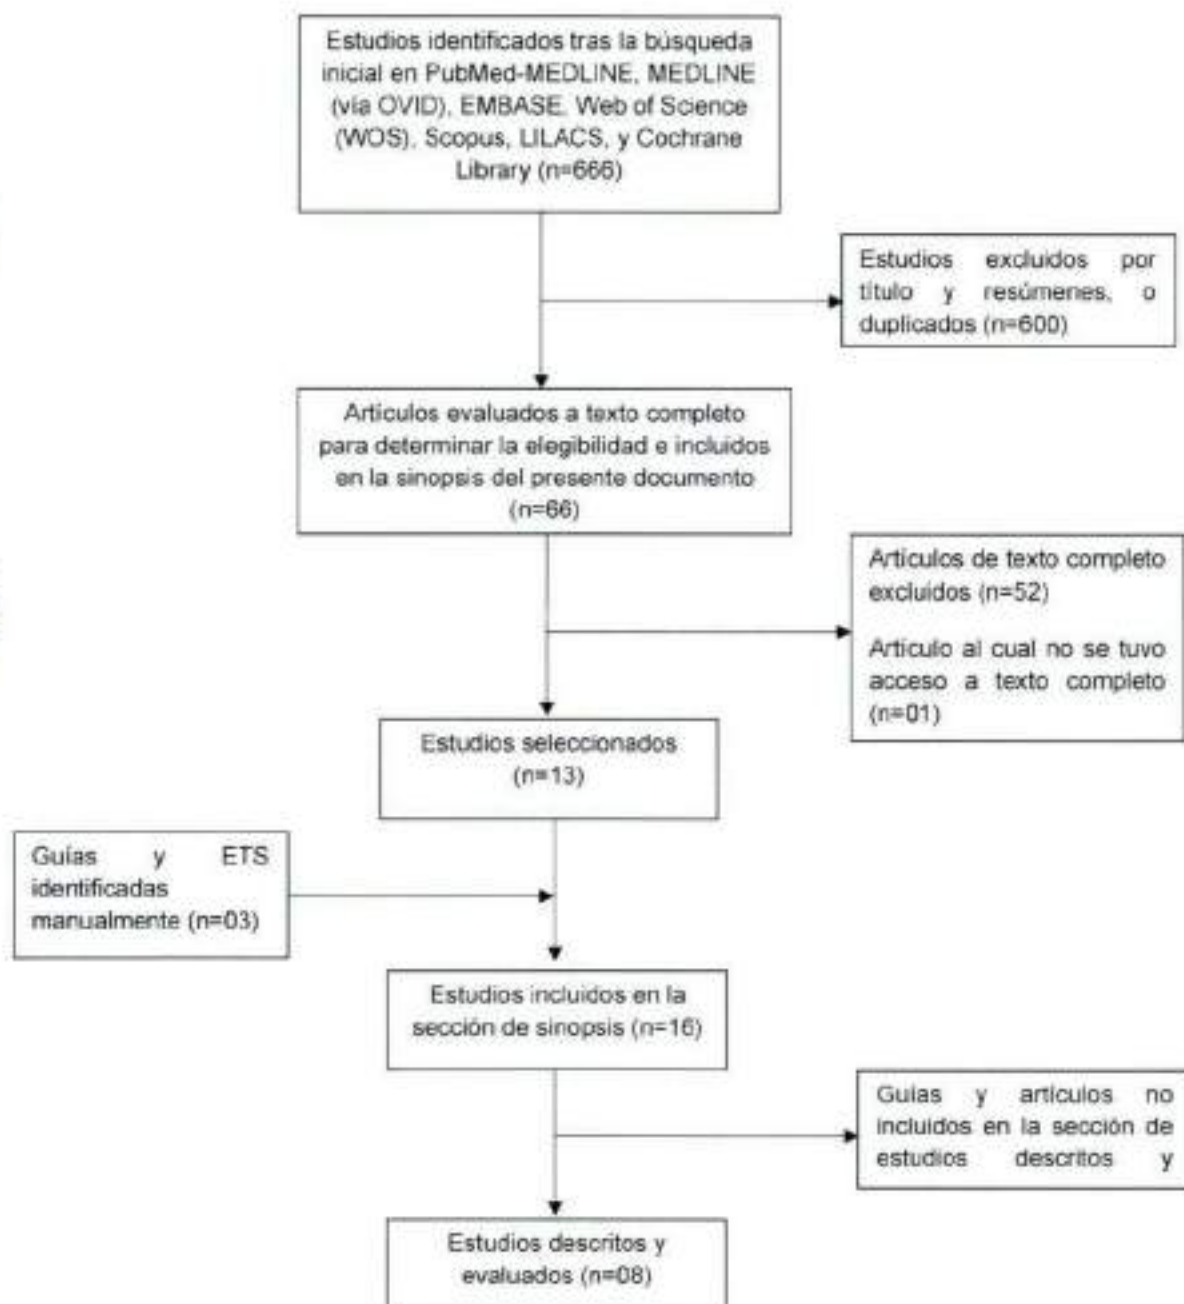 Estudios identificados tras la búsqueda
inicial en PubMed-MEDLINE, MEDLINE
(vía OVID), EMBASE, Web of Science
(WOS), Scopus, LILACS, y Cochrane
Library (n=666)
Estudios excluidos por
título y resúmenes, o
duplicados (n=600)
Artículos evaluados a texto completo
para determinar la elegibilidad e incluidos
en la sinopsis del presente documento
(n=66)
Artículos de texto completo
excluidos (n=52)
Artículo al cual no se tuvo
acceso a texto completo
(n=01)
Estudios seleccionados
(n=13)
Guías y ETS
identificadas
manualmente (n=03)
Estudios incluidos en la
sección de sinopsis (n=16)
Guías y artículos no
incluidos en la sección de
estudios descritos y
Estudios descritos y
evaluados (n=08)